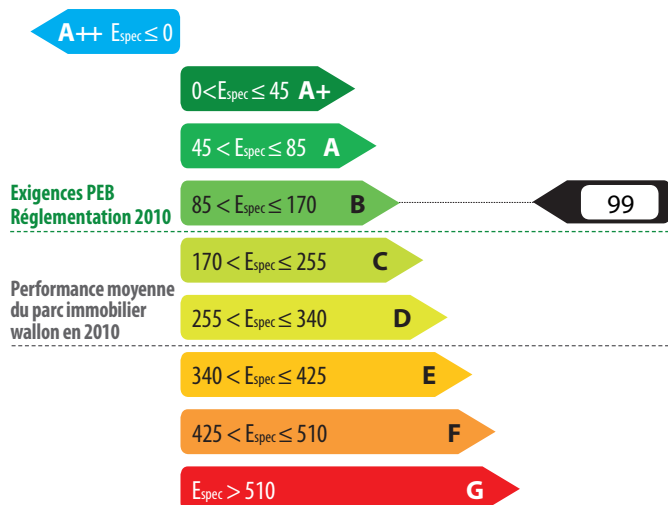 A++ Espec ≤ 0
0<Espec ≤ 45 A+
45 < Espec ≤ 85 A
Exigences PEB
Réglementation 2010
85 < Espec ≤ 170 B
99
170 < Espec ≤ 255 C
Performance moyenne
du parc immobilier
wallon en 2010
255 < Espec ≤ 340 D
340 < Espec ≤ 425 E
425 < Espec ≤ 510 F
Espec > 510 G